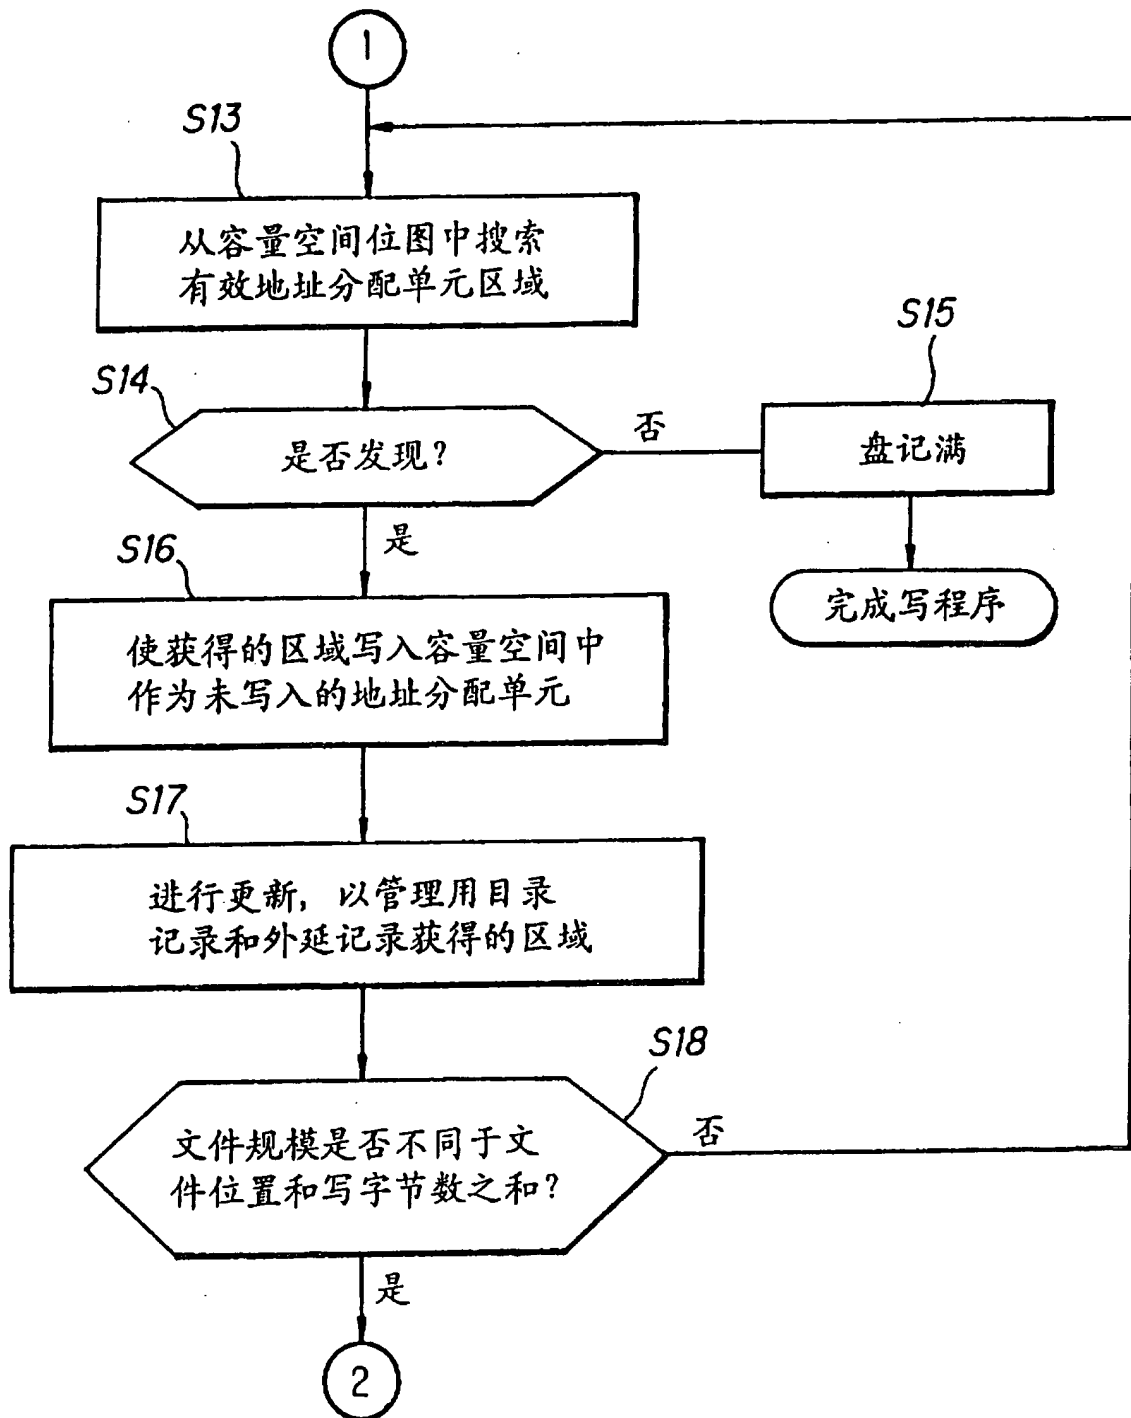 1
S13
从容量空间位图中搜索
有效地址分配单元区域
S14
是否发现?
否
S15
盘记满
完成写程序
是
S16
使获得的区域写入容量空间中
作为未写入的地址分配单元
S17
进行更新, 以管理用目录
记录和外延记录获得的区域
S18
文件规模是否不同于文
件位置和写字节数之和?
否
是
2